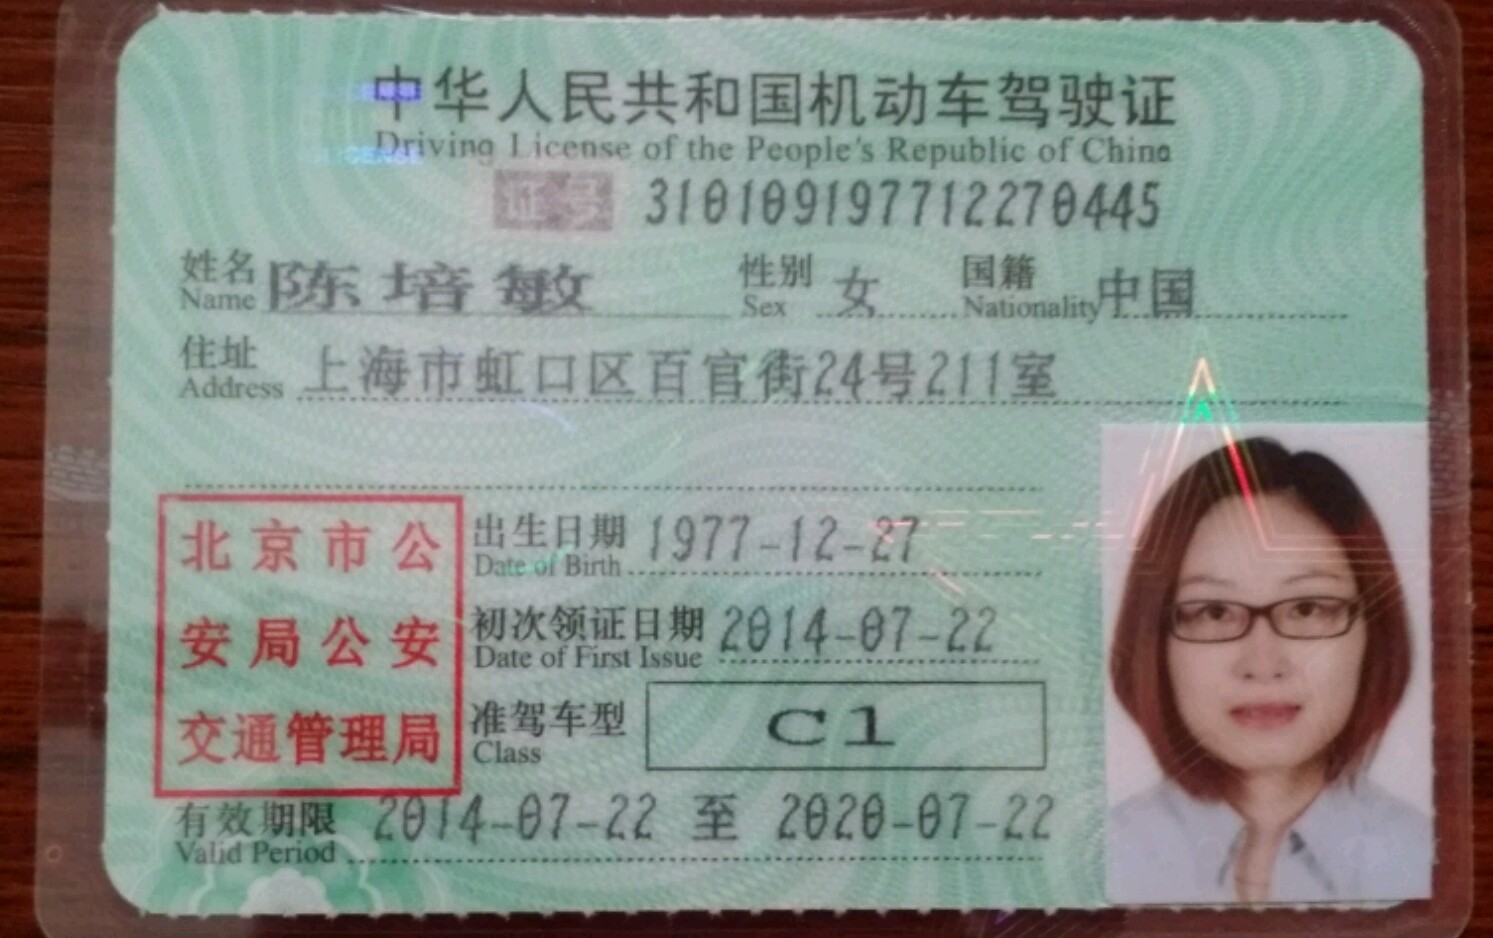 中华人民共和国机动车驾驶证
Driving License of the People's Republic of China
证号 310109197712270445
姓名 陈培敏 性别 女 国籍 中国
Name Sex Nationality
住址 上海市虹口区百官街24号211室
Address
北京市公
安局公安
交通管理局
出生日期 1977-12-27
Date of Birth
初次领证日期 2014-07-22
Date of First Issue
准驾车型 C1
Class
有效期限 2014-07-22 至 2020-07-22
Valid Period